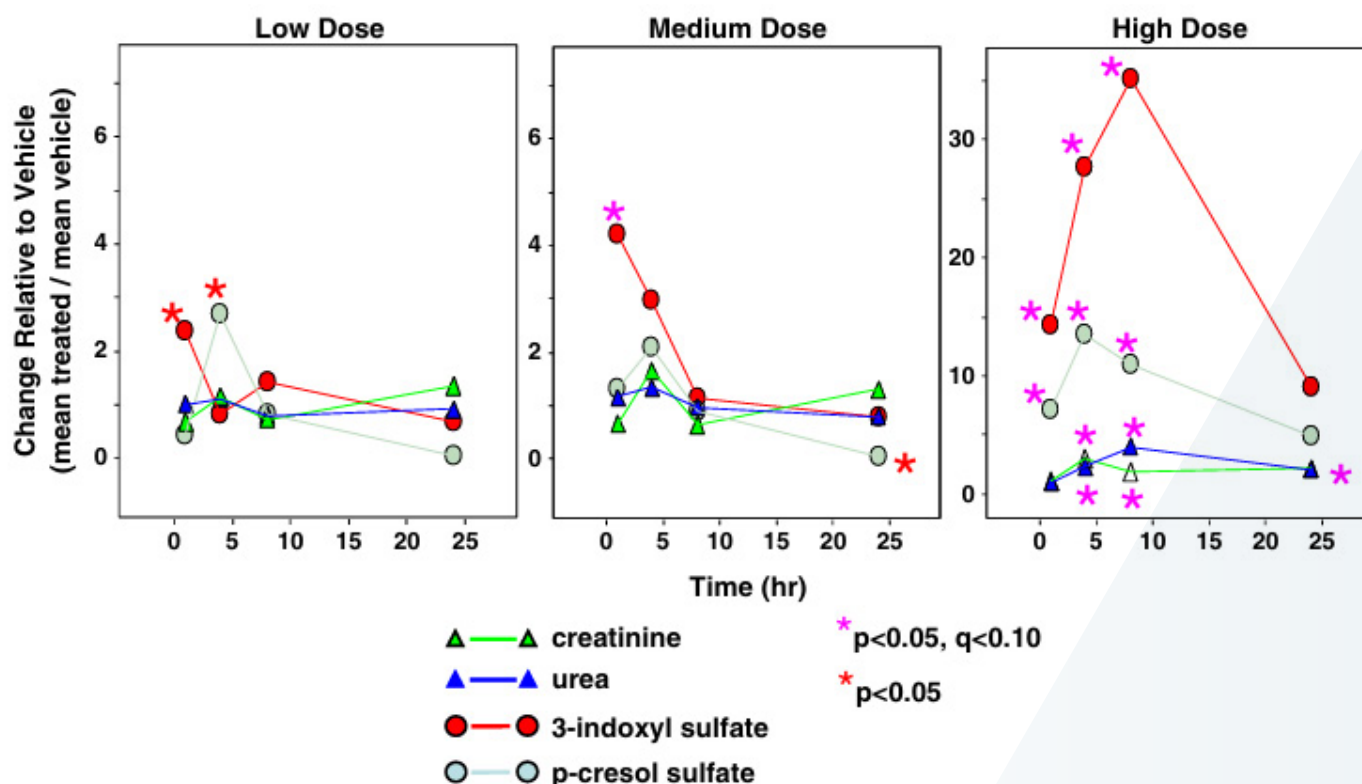 Low Dose
Medium Dose
High Dose
Change Relative to Vehicle
(mean treated / mean vehicle)
6
4
2
0
6
4
2
0
30
20
10
0
0 5 10 15 20 25
0 5 10 15 20 25
0 5 10 15 20 25
Time (hr)
creatinine
urea
3-indoxyl sulfate
p-cresol sulfate
*p<0.05, q<0.10
*p<0.05